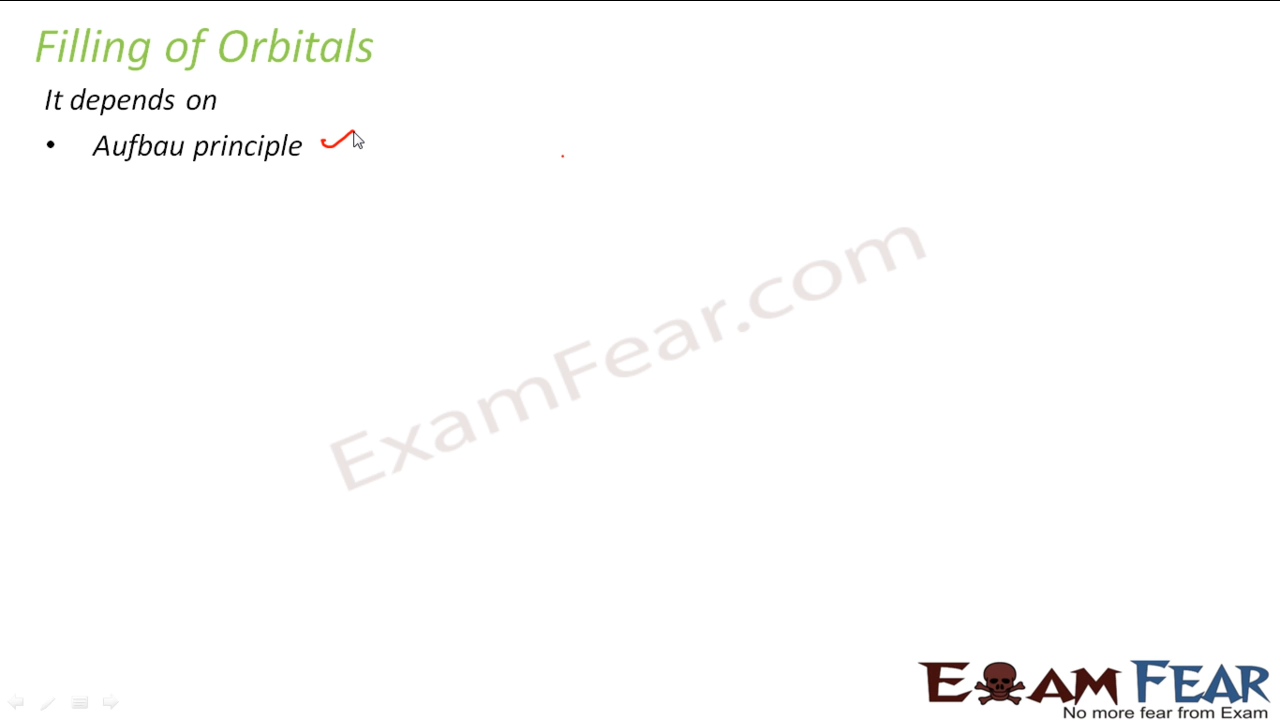 Filling of Orbitals
It depends on
• Aufbau principle
ExamFear.com
EXAM FEAR
No more fear from Exam